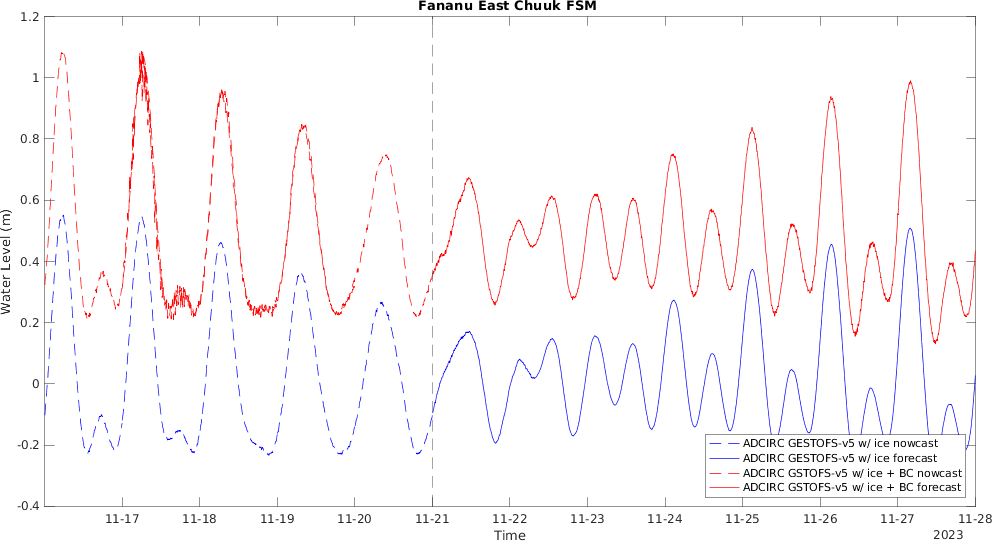 Fananu East Chuuk FSM
1.2
1
0.8
0.6
0.4
0.2
0
-0.2
-0.4
Water Level (m)
ADCIRC GESTOFS-v5 w/ ice nowcast
ADCIRC GESTOFS-v5 w/ ice forecast
ADCIRC GSTOFS-v5 w/ ice + BC nowcast
ADCIRC GSTOFS-v5 w/ ice + BC forecast
11-17 11-18 11-19 11-20 11-21 11-22 11-23 11-24 11-25 11-26 11-27 11-28
Time
2023